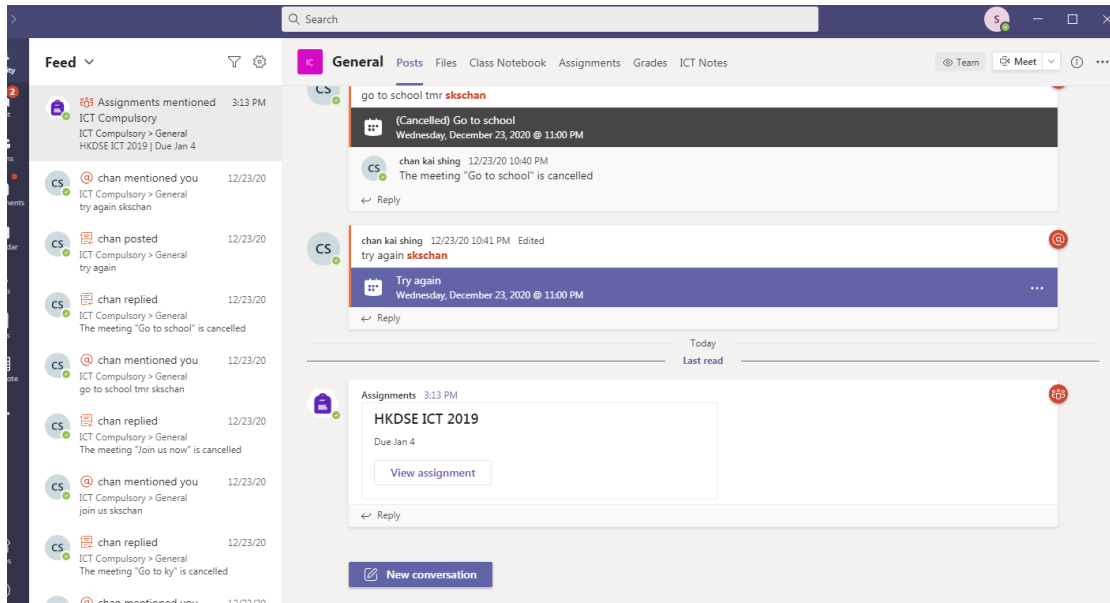 Search
S
Feed
Assignments mentioned 3:13 PM
ICT Compulsory
ICT Compulsory > General
HKDSE ICT 2019 | Due Jan 4
CS
chan mentioned you 12/23/20
ICT Compulsory > General
try again skschan
CS
chan posted 12/23/20
ICT Compulsory > General
try again
CS
chan replied 12/23/20
ICT Compulsory > General
The meeting "Go to school" is cancelled
CS
chan mentioned you 12/23/20
ICT Compulsory > General
go to school tmr skschan
CS
chan replied 12/23/20
ICT Compulsory > General
The meeting "Join us now" is cancelled
CS
chan mentioned you 12/23/20
ICT Compulsory > General
join us skschan
CS
chan replied 12/23/20
ICT Compulsory > General
The meeting "Go to ky" is cancelled
chan mentioned you 12/23/20
IC General Posts Files Class Notebook Assignments Grades ICT Notes Team Meet
CS
go to school tmr skschan
(Cancelled) Go to school
Wednesday, December 23, 2020 @ 11:00 PM
CS
chan kai shing 12/23/20 10:40 PM
The meeting "Go to school" is cancelled
Reply
CS
chan kai shing 12/23/20 10:41 PM Edited
try again skschan
Try again
Wednesday, December 23, 2020 @ 11:00 PM
Reply
Today
Last read
Assignments 3:13 PM
HKDSE ICT 2019
Due Jan 4
View assignment
Reply
New conversation